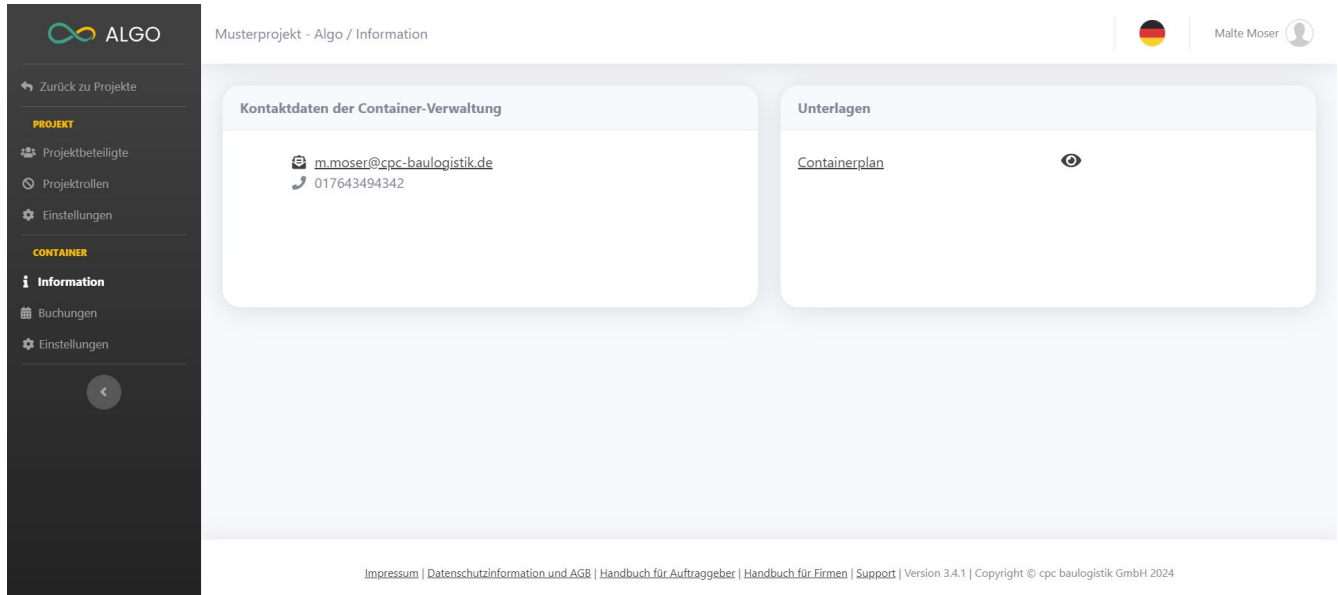 ALGO
Musterprojekt - Algo / Information
Malte Moser
Zurück zu Projekte
PROJEKT
Projektbeteiligte
Projektrollen
Einstellungen
CONTAINER
Information
Buchungen
Einstellungen
Kontaktdaten der Container-Verwaltung
m.moser@cpc-baulogistik.de
017643494342
Unterlagen
Containerplan
Impressum | Datenschutzinformation und AGB | Handbuch für Auftraggeber | Handbuch für Firmen | Support | Version 3.4.1 | Copyright © cpc baulogistik GmbH 2024